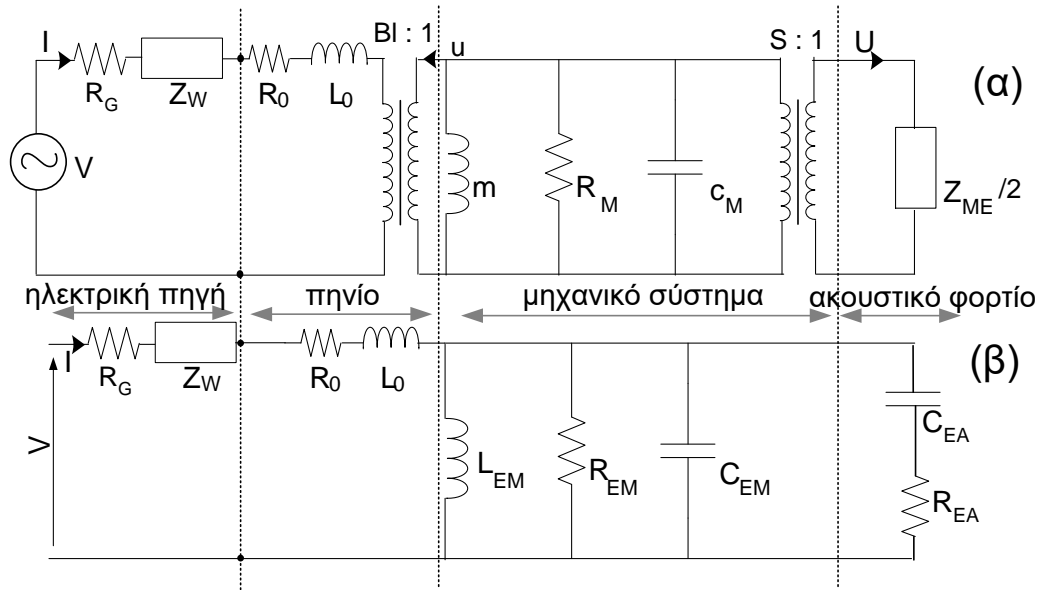 I
Bl : 1
u
S : 1
U
(α)
R_G
Z_W
R_0
L_0
V
m
R_M
c_M
Z_ME /2
ηλεκτρική πηγή
πηνίο
μηχανικό σύστημα
ακουστικό φορτίο
I
R_G
Z_W
R_0
L_0
(β)
V
L_EM
R_EM
C_EM
C_EA
R_EA